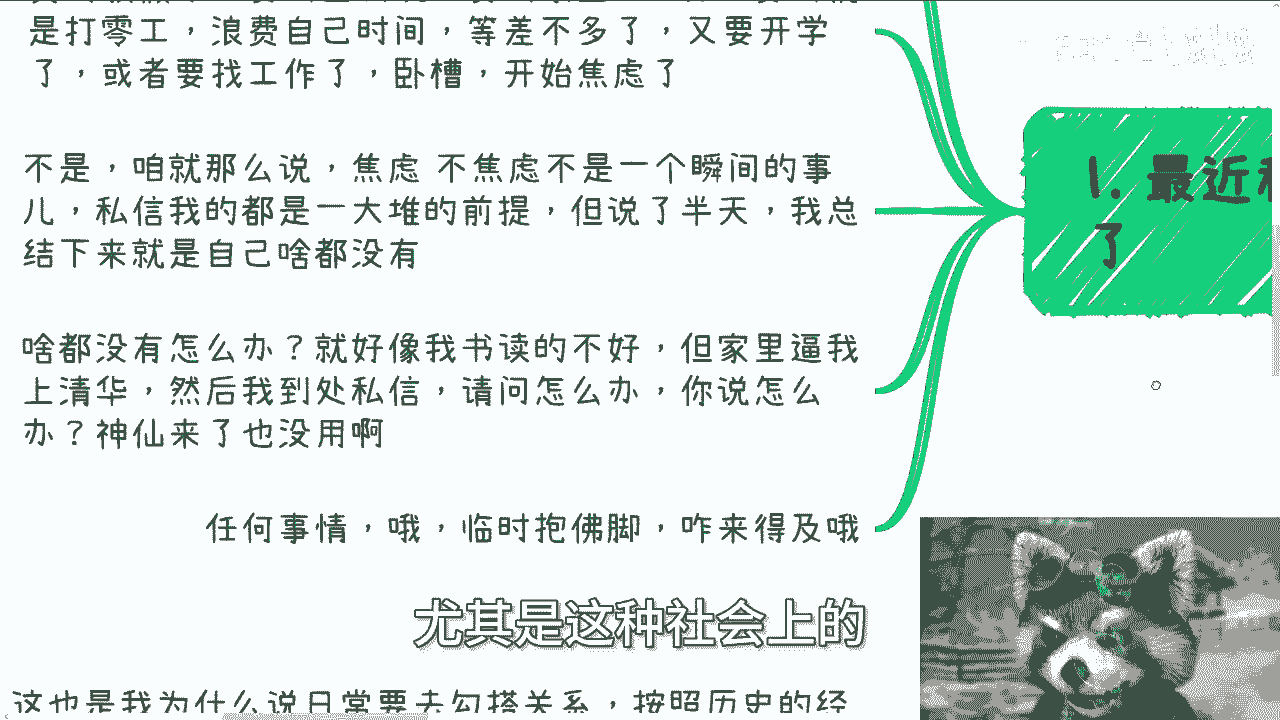 是打零工，浪费自己时间，等差不多了，又要开学
了，或者要找工作了，卧槽，开始焦虑了
不是，咱就那么说，焦虑 不焦虑不是一个瞬间的事
儿，私信我的都是一大堆的前提，但说了半天，我总
结下来就是自己啥都没有
啥都没有怎么办？就好像我书读的不好，但家里逼我
上清华，然后我到处私信，请问怎么办，你说怎么
办？神仙来了也没用啊
任何事情，哦，临时抱佛脚，咋来得及哦
1. 最近
了
尤其是这种社会上的
这也是我为什么说日常要去勾搭关系，按照历史的经